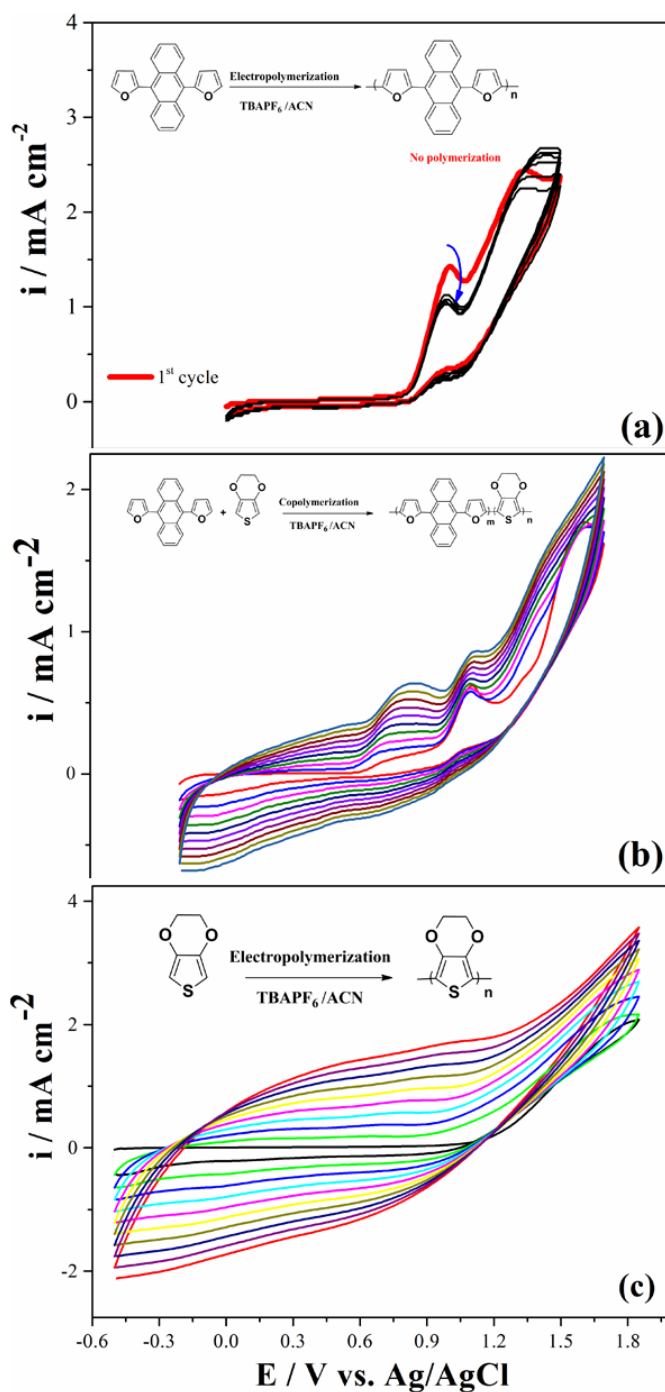 4
3
2
1
0
i / mA cm⁻²
O
O
Electropolymerization
TBAPF₆/ACN
O
O
n
No polymerization
1ˢᵗ cycle
(a)
2
1
0
i / mA cm⁻²
O
O
+
O
O
S
Copolymerization
TBAPF₆/ACN
O
O
m
O
O
S
n
(b)
4
2
0
-2
i / mA cm⁻²
O
O
S
Electropolymerization
TBAPF₆/ACN
O
O
S
n
(c)
-0.6 -0.3 0.0 0.3 0.6 0.9 1.2 1.5 1.8
E / V vs. Ag/AgCl